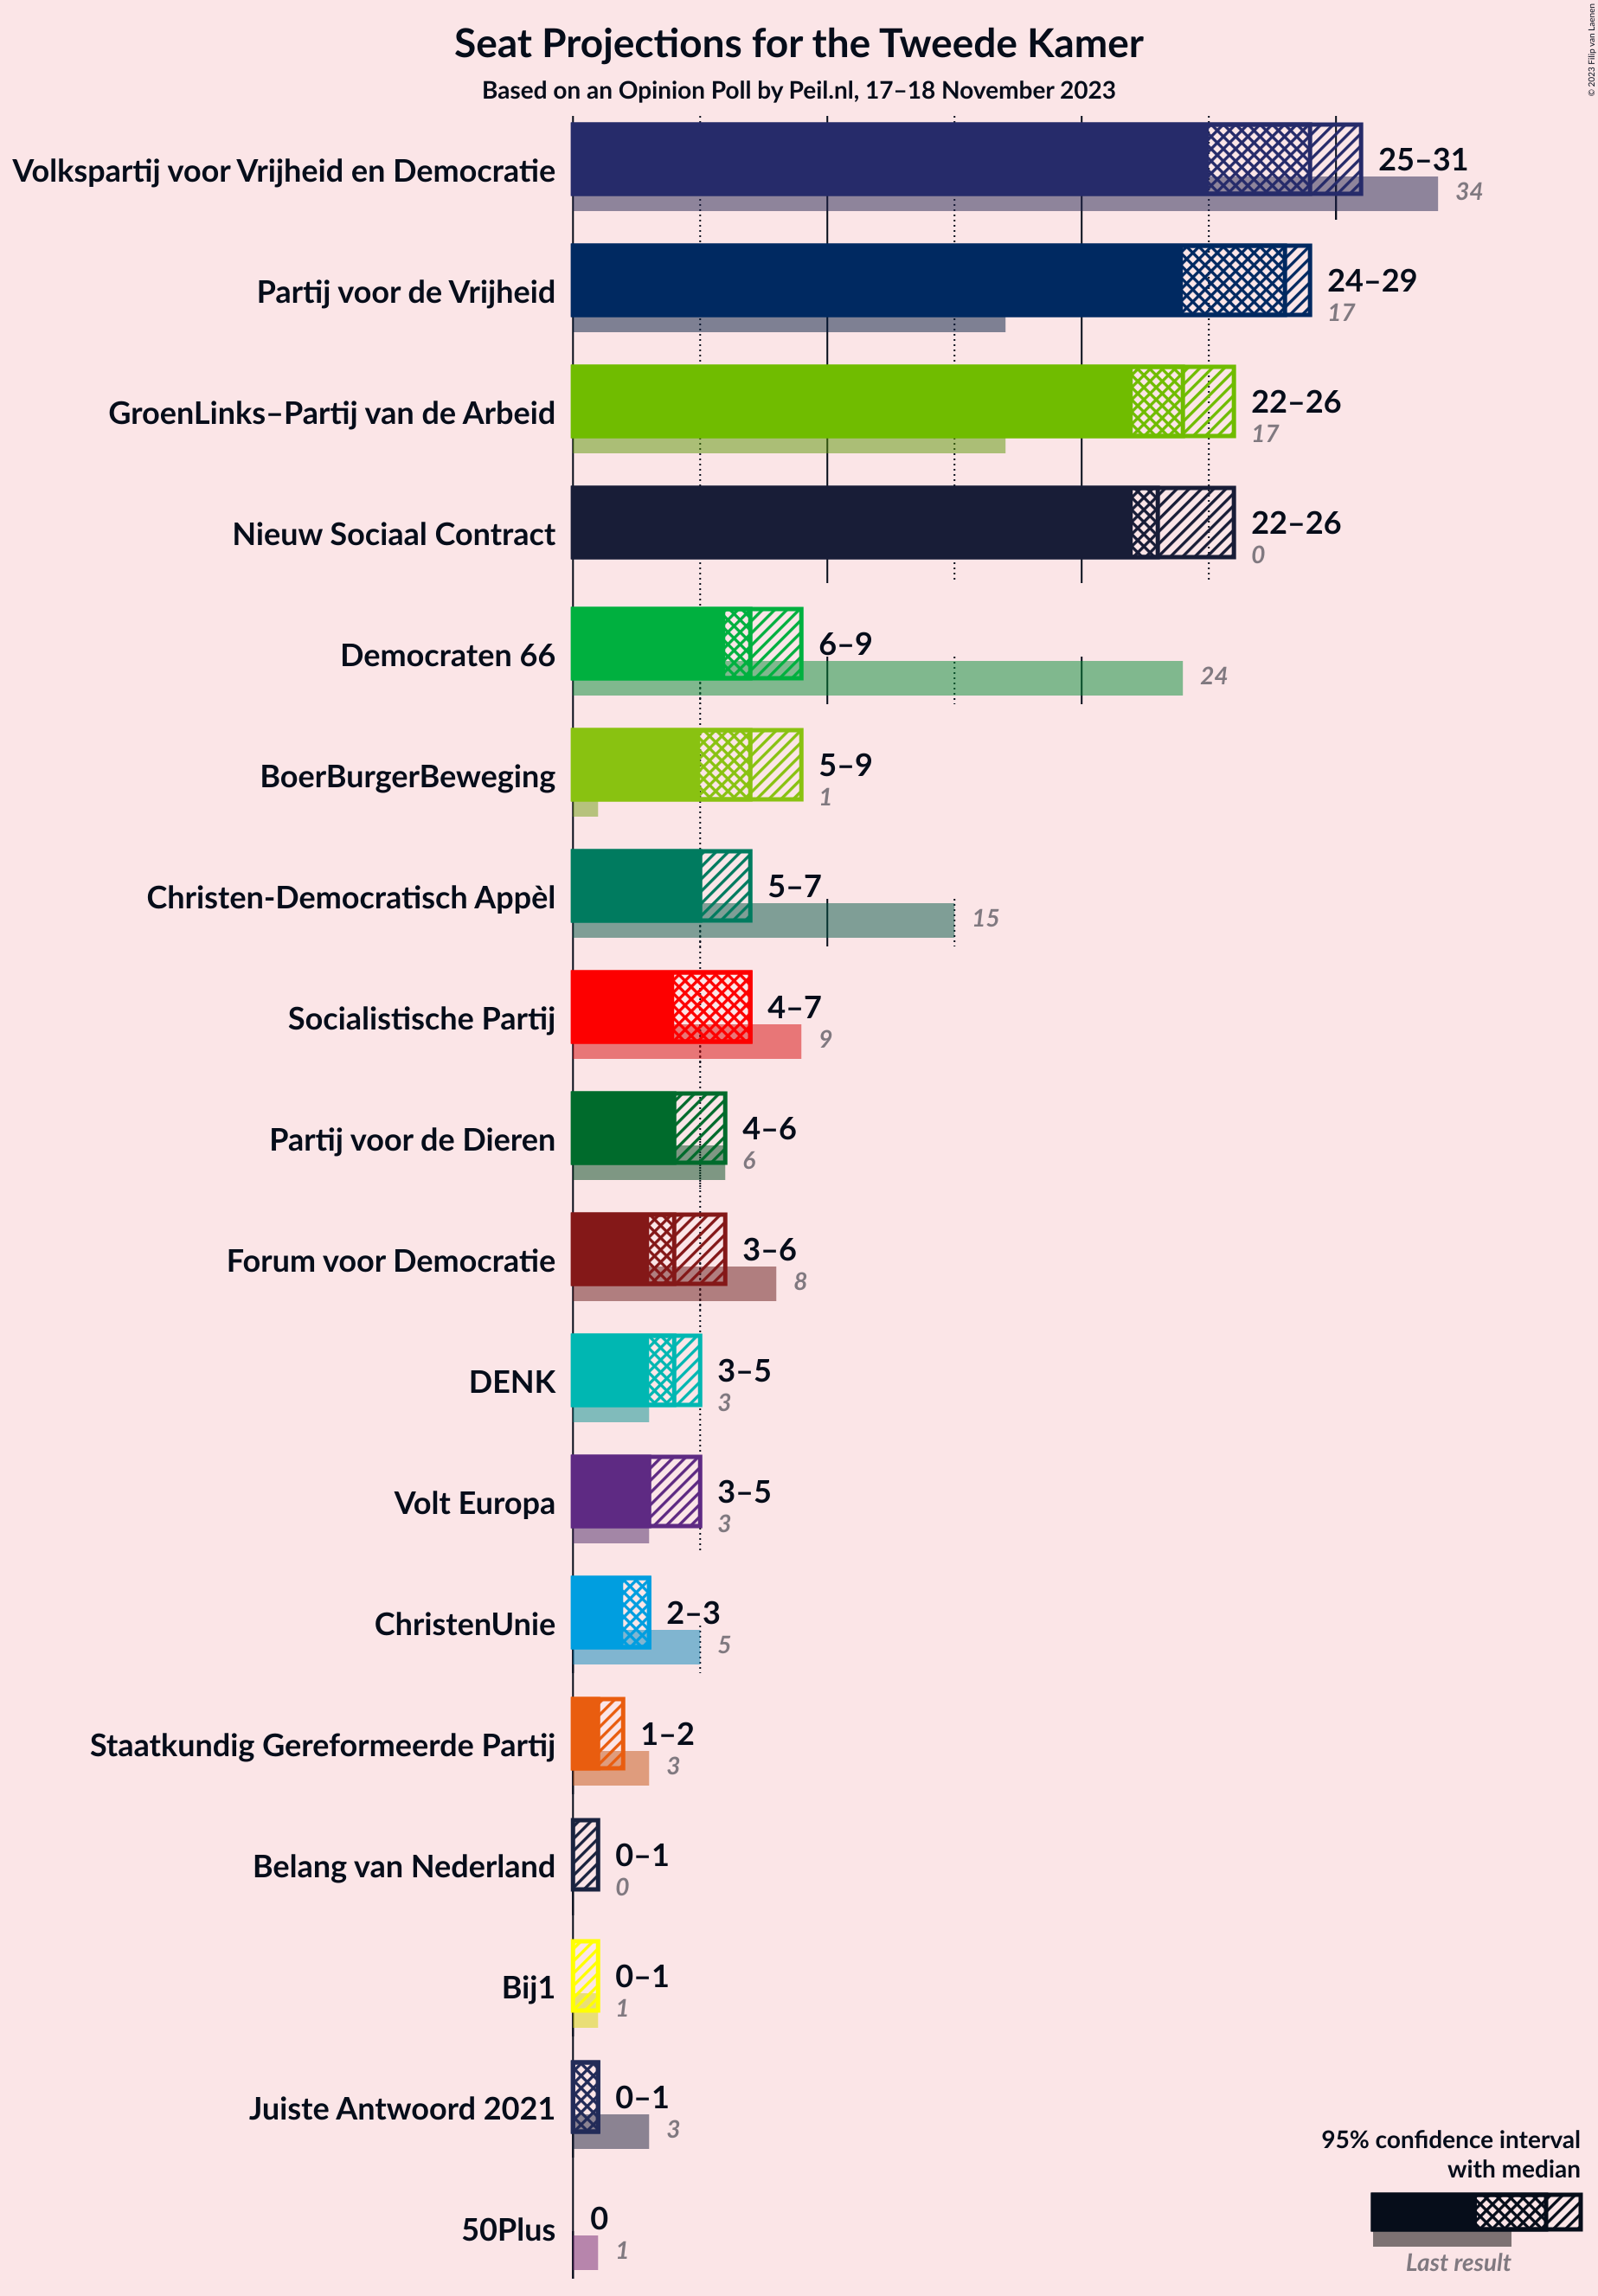 Seat Projections for the Tweede Kamer
Based on an Opinion Poll by Peil.nl, 17–18 November 2023
© 2023 Filip van Laenen
Volkspartij voor Vrijheid en Democratie
25–31
34
Partij voor de Vrijheid
24–29
17
GroenLinks–Partij van de Arbeid
22–26
17
Nieuw Sociaal Contract
22–26
0
Democraten 66
6–9
24
BoerBurgerBeweging
5–9
1
Christen-Democratisch Appèl
5–7
15
Socialistische Partij
4–7
9
Partij voor de Dieren
4–6
6
Forum voor Democratie
3–6
8
DENK
3–5
3
Volt Europa
3–5
3
ChristenUnie
2–3
5
Staatkundig Gereformeerde Partij
1–2
3
Belang van Nederland
0–1
0
Bij1
0–1
1
Juiste Antwoord 2021
0–1
3
50Plus
0
1
95% confidence interval
with median
Last result